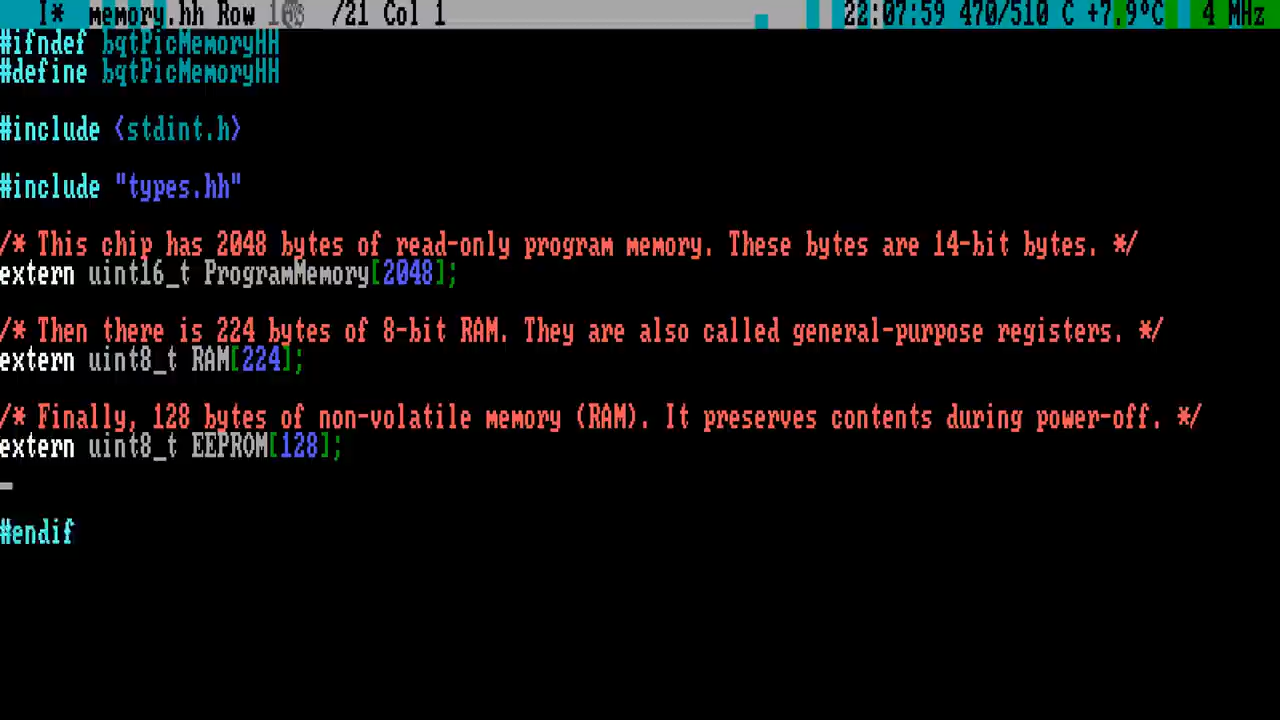 I* memory.hh Row /21 Col 1 22:07:59 470/510 C +7.9°C 4 MHz
#ifndef bqtPicMemoryHH
#define bqtPicMemoryHH
#include <stdint.h>
#include "types.hh"
/* This chip has 2048 bytes of read-only program memory. These bytes are 14-bit bytes. */
extern uint16_t ProgramMemory[2048];
/* Then there is 224 bytes of 8-bit RAM. They are also called general-purpose registers. */
extern uint8_t RAM[224];
/* Finally, 128 bytes of non-volatile memory (RAM). It preserves contents during power-off. */
extern uint8_t EEPROM[128];
#endif